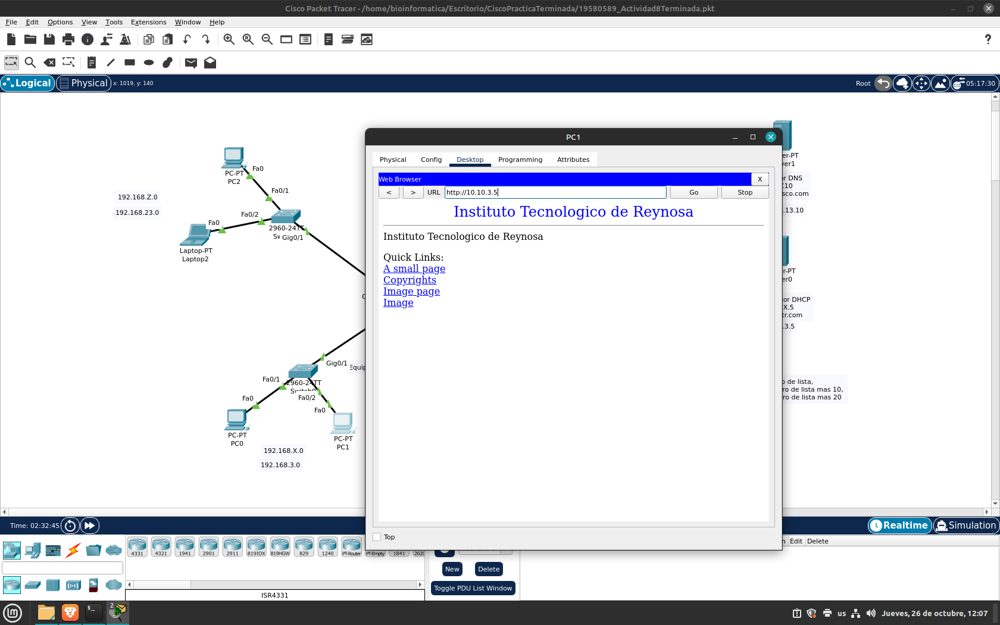 Cisco Packet Tracer - /home/bioinformatica/Escritorio/CiscoPracticaTerminada/19580589_Actividad8Terminada.pkt
File Edit Options View Tools Extensions Window Help
Logical Physical x: 1019, y: 140
Root 05:17:30
PC-PT
PC2
Fa0
Fa0/1
192.168.Z.0
192.168.23.0
Fa0/2
Fa0
2960-24TT
Gig0/1
Laptop-PT
Laptop2
Gig0/1
Equip
Fa0/1
2960-24TT
Fa0/2
Fa0
Fa0
PC-PT
PC0
PC-PT
PC1
192.168.X.0
192.168.3.0
PC1
Physical Config Desktop Programming Attributes
Web Browser X
< > URL http://10.10.3.5 Go Stop
Instituto Tecnologico de Reynosa
Instituto Tecnologico de Reynosa
Quick Links:
A small page
Copyrights
Image page
Image
Top
er-PT
ver1
or DNS
.10
sco.com
.13.10
r-PT
er0
or DHCP
X.5
tr.com
.3.5
o de lista,
ro de lista mas 10,
ro de lista mas 20
Time: 02:32:45
Realtime Simulation
4331 4321 1941 2901 2911 819IOX 819HGW 829 1240 PT-Router PT-Empty 1841 2620
ISR4331
New Delete
Toggle PDU List Window
Edit Delete
2
us Jueves, 26 de octubre, 12:07